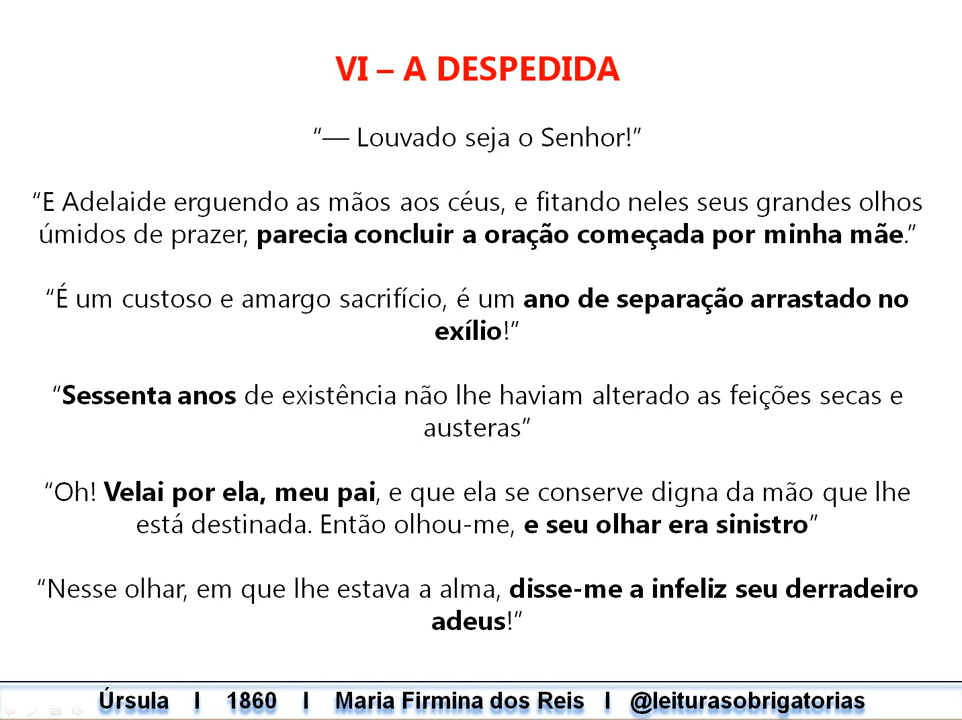 VI – A DESPEDIDA
“— Louvado seja o Senhor!”
“E Adelaide erguendo as mãos aos céus, e fitando neles seus grandes olhos
úmidos de prazer, parecia concluir a oração começada por minha mãe.”
“É um custoso e amargo sacrifício, é um ano de separação arrastado no
exílio!”
“Sessenta anos de existência não lhe haviam alterado as feições secas e
austeras”
“Oh! Velai por ela, meu pai, e que ela se conserve digna da mão que lhe
está destinada. Então olhou-me, e seu olhar era sinistro”
“Nesse olhar, em que lhe estava a alma, disse-me a infeliz seu derradeiro
adeus!”
Úrsula I 1860 I Maria Firmina dos Reis I @leiturasobrigatorias